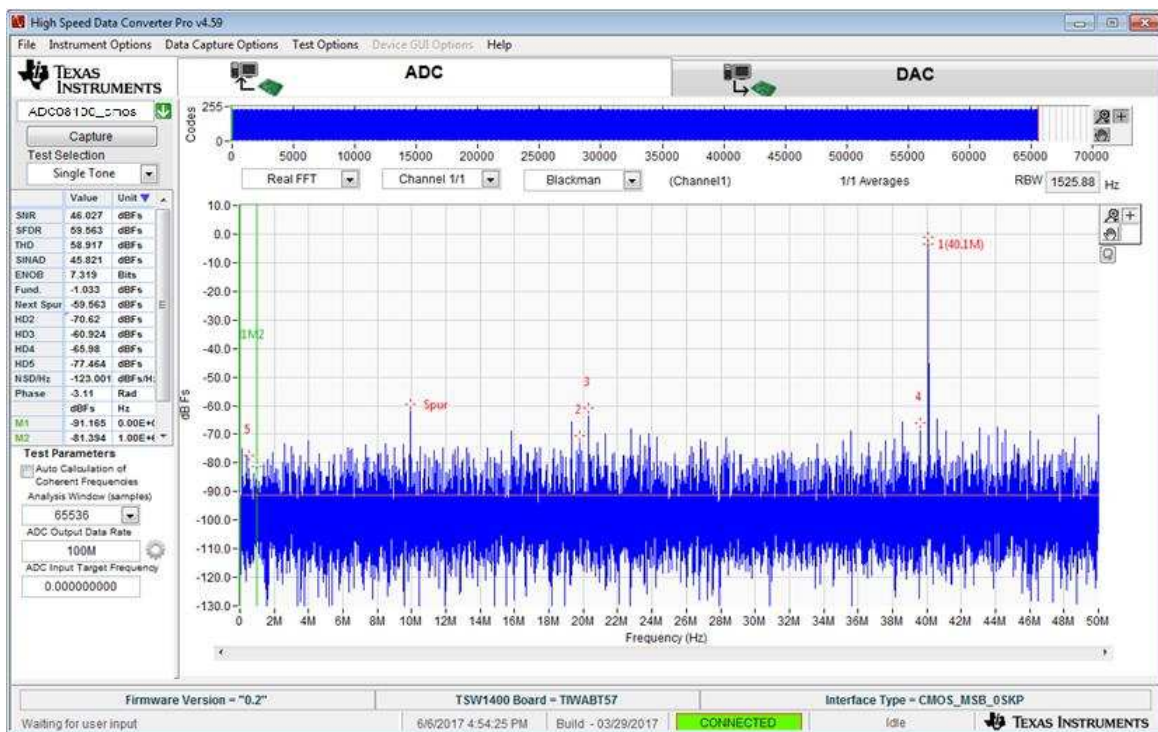 High Speed Data Converter Pro v4.59
File Instrument Options Data Capture Options Test Options Device GUI Options Help
TEXAS INSTRUMENTS
ADC
DAC
ADC08100_cmos
Capture
Test Selection
Single Tone
Value Unit
SNR 46.027 dBFs
SFDR 59.563 dBFs
THD 58.917 dBFs
SINAD 45.821 dBFs
ENOB 7.319 Bits
Fund. -1.033 dBFs
Next Spur -59.563 dBFs
HD2 -70.62 dBFs
HD3 -60.924 dBFs
HD4 -65.98 dBFs
HD5 -77.464 dBFs
NSD/Hz -123.001 dBFs/H
Phase -3.11 Rad
dBFs Hz
M1 -91.165 0.00E+(
M2 -81.394 1.00E+(
Test Parameters
Auto Calculation of
Coherent Frequencies
Analysis Window (samples)
65536
ADC Output Data Rate
100M
ADC Input Target Frequency
0.000000000
Codes
255
0
0 5000 10000 15000 20000 25000 30000 35000 40000 45000 50000 55000 60000 65000 70000
Real FFT Channel 1/1 Blackman (Channel1) 1/1 Averages RBW 1525.88 Hz
dBFs
10.0
0.0
-10.0
-20.0
-30.0
-40.0
-50.0
-60.0
-70.0
-80.0
-90.0
-100.0
-110.0
-120.0
-130.0
1(40.1M)
1M2
Spur
3
2
4
5
0 2M 4M 6M 8M 10M 12M 14M 16M 18M 20M 22M 24M 26M 28M 30M 32M 34M 36M 38M 40M 42M 44M 46M 48M 50M
Frequency (Hz)
Firmware Version = "0.2" TSW1400 Board = TIWABT57 Interface Type = CMOS_MSB_0SKP
Waiting for user input 6/6/2017 4:54:25 PM Build - 03/29/2017 CONNECTED Idle TEXAS INSTRUMENTS